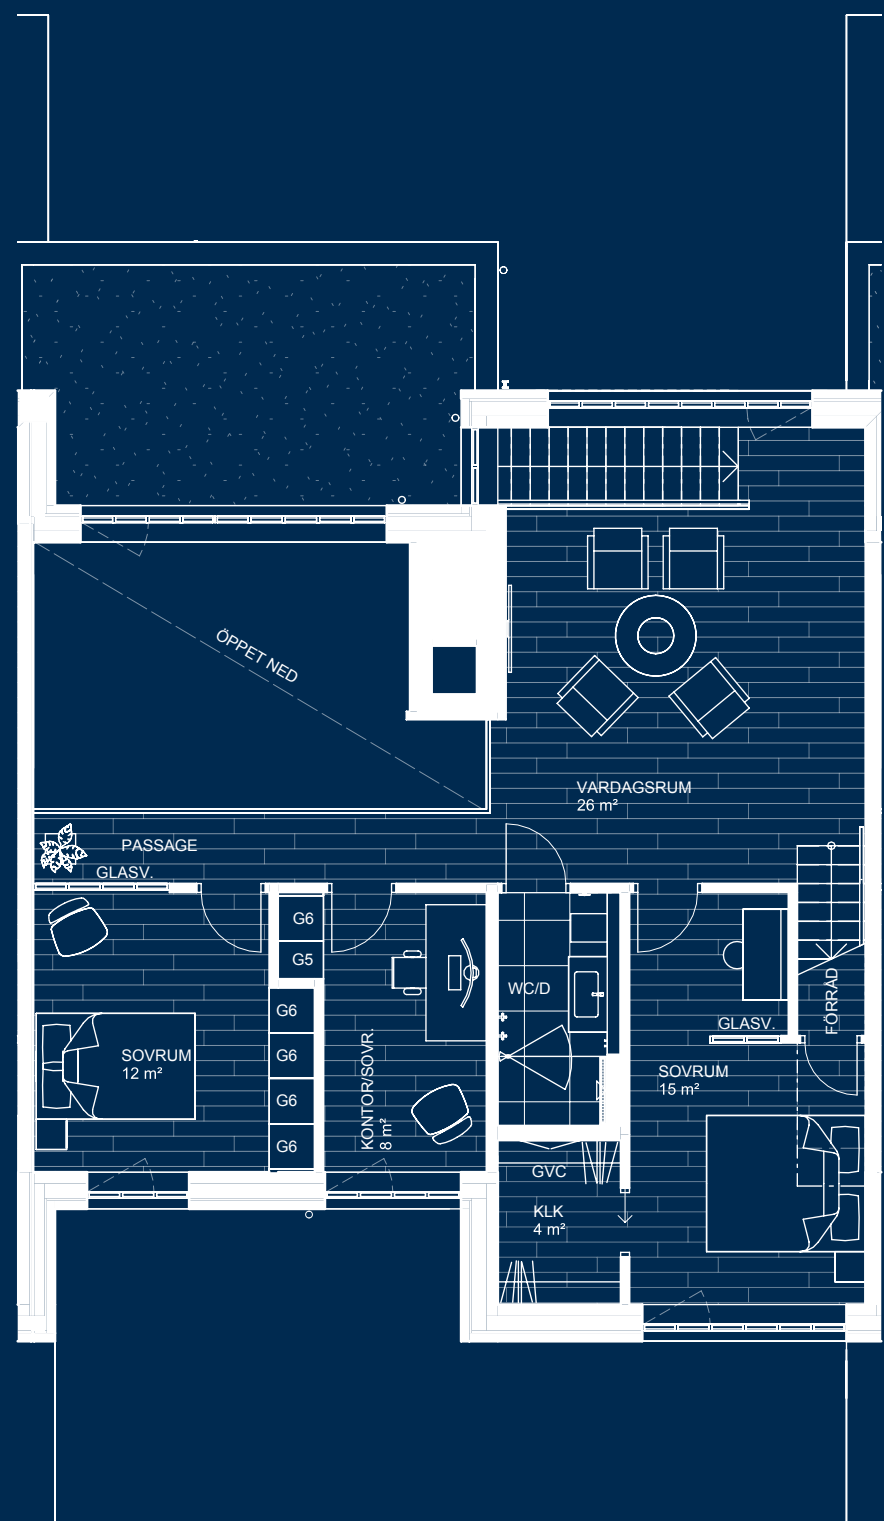 ÖPPET NED
VARDAGSRUM
26 m²
PASSAGE
GLASV.
G6
G5
WC/D
G6
FÖRRÅD
GLASV.
SOVRUM
12 m²
G6
KONTOR/SOVR.
8 m²
SOVRUM
15 m²
G6
G6
GVC
KLK
4 m²